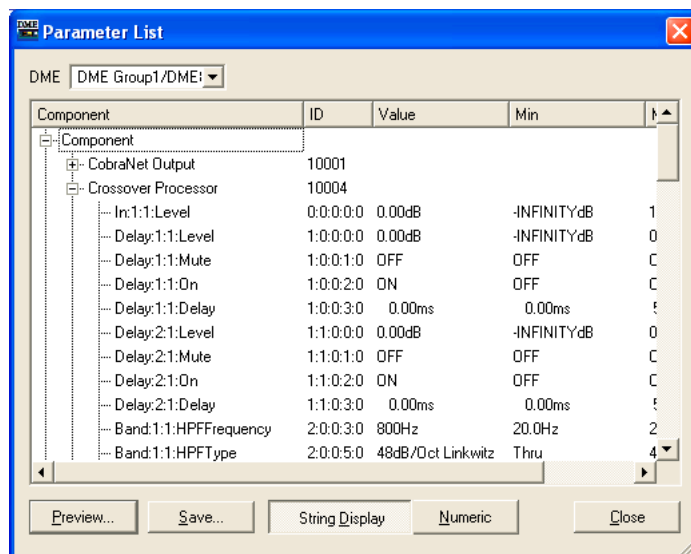 DME Parameter List
DME DME Group1/DME
Component ID Value Min
Component
CobraNet Output 10001
Crossover Processor 10004
In:1:1:Level 0:0:0:0:0 0.00dB -INFINITYdB 1
Delay:1:1:Level 1:0:0:0:0 0.00dB -INFINITYdB 0
Delay:1:1:Mute 1:0:0:1:0 OFF OFF
Delay:1:1:On 1:0:0:2:0 ON OFF
Delay:1:1:Delay 1:0:0:3:0 0.00ms 0.00ms
Delay:2:1:Level 1:1:0:0:0 0.00dB -INFINITYdB 0
Delay:2:1:Mute 1:1:0:1:0 OFF OFF
Delay:2:1:On 1:1:0:2:0 ON OFF
Delay:2:1:Delay 1:1:0:3:0 0.00ms 0.00ms
Band:1:1:HPFFrequency 2:0:0:3:0 800Hz 20.0Hz 2
Band:1:1:HPFType 2:0:0:5:0 48dB/Oct Linkwitz Thru 4
Preview... Save... String Display Numeric Close